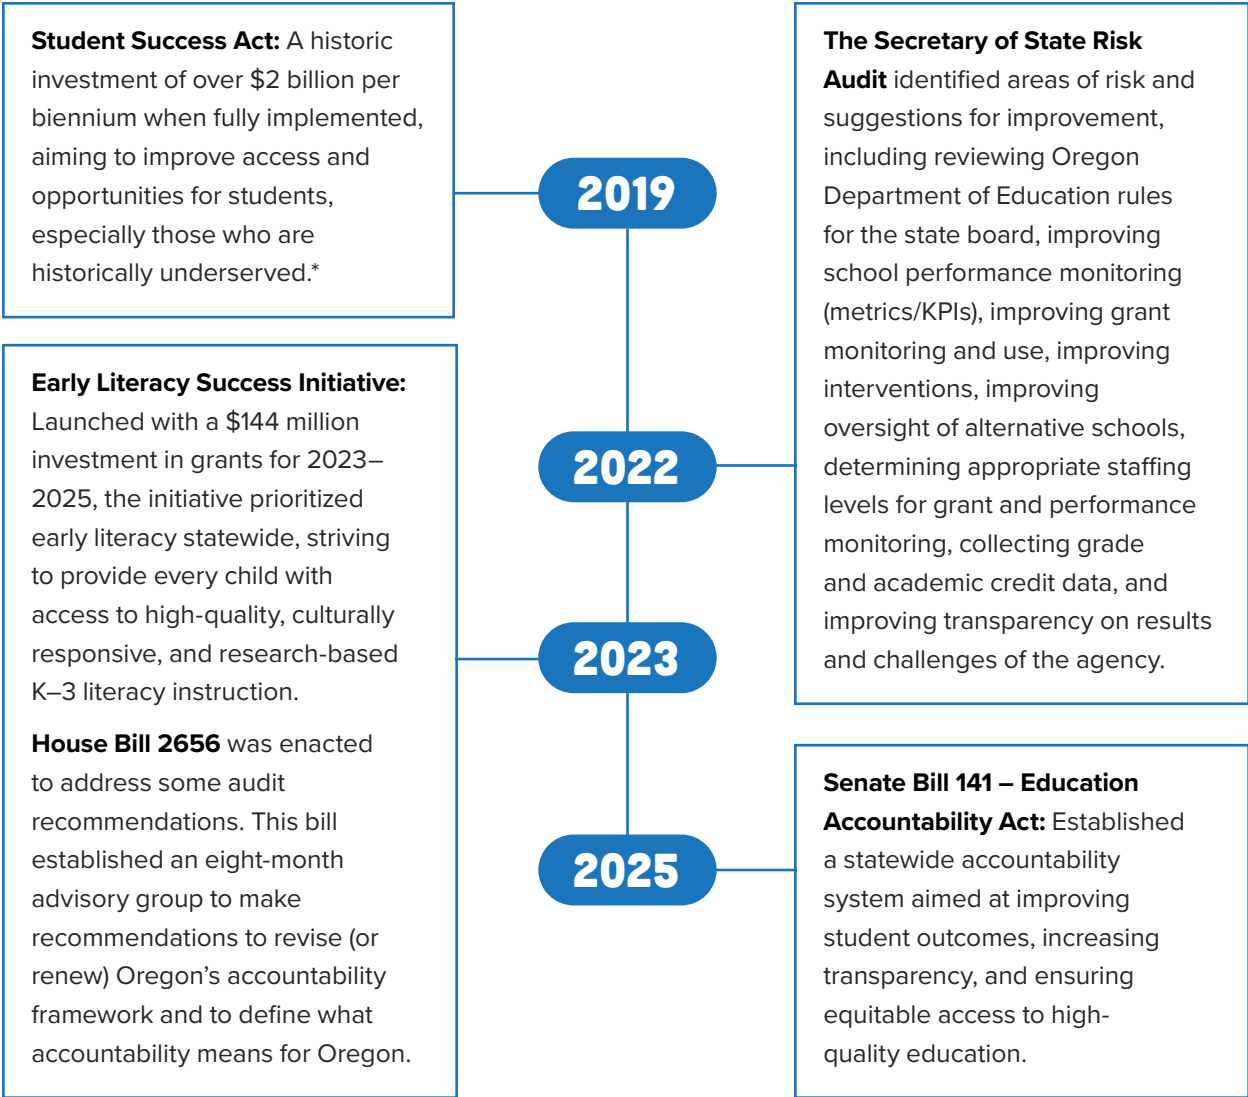 Student Success Act: A historic
investment of over $2 billion per
biennium when fully implemented,
aiming to improve access and
opportunities for students,
especially those who are
historically underserved.*
2019
The Secretary of State Risk
Audit identified areas of risk and
suggestions for improvement,
including reviewing Oregon
Department of Education rules
for the state board, improving
school performance monitoring
(metrics/KPIs), improving grant
monitoring and use, improving
interventions, improving
oversight of alternative schools,
determining appropriate staffing
levels for grant and performance
monitoring, collecting grade
and academic credit data, and
improving transparency on results
and challenges of the agency.
2022
Early Literacy Success Initiative:
Launched with a $144 million
investment in grants for 2023–
2025, the initiative prioritized
early literacy statewide, striving
to provide every child with
access to high-quality, culturally
responsive, and research-based
K–3 literacy instruction.
House Bill 2656 was enacted
to address some audit
recommendations. This bill
established an eight-month
advisory group to make
recommendations to revise (or
renew) Oregon’s accountability
framework and to define what
accountability means for Oregon.
2023
2025
Senate Bill 141 – Education
Accountability Act: Established
a statewide accountability
system aimed at improving
student outcomes, increasing
transparency, and ensuring
equitable access to high-
quality education.